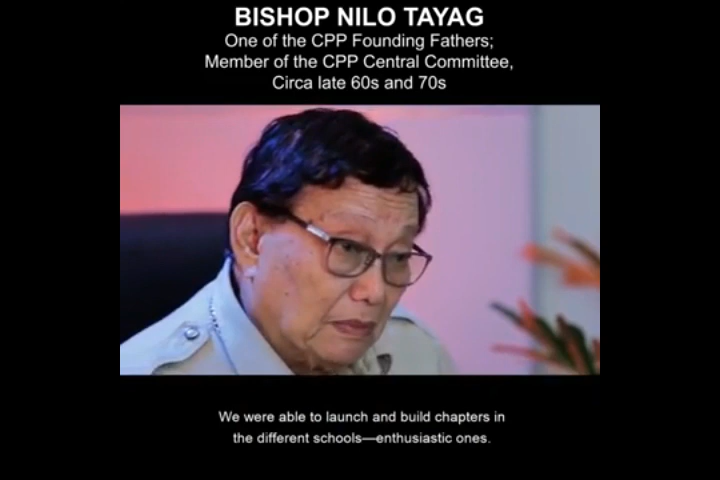 BISHOP NILO TAYAG
One of the CPP Founding Fathers;
Member of the CPP Central Committee,
Circa late 60s and 70s
We were able to launch and build chapters in
the different schools—enthusiastic ones.